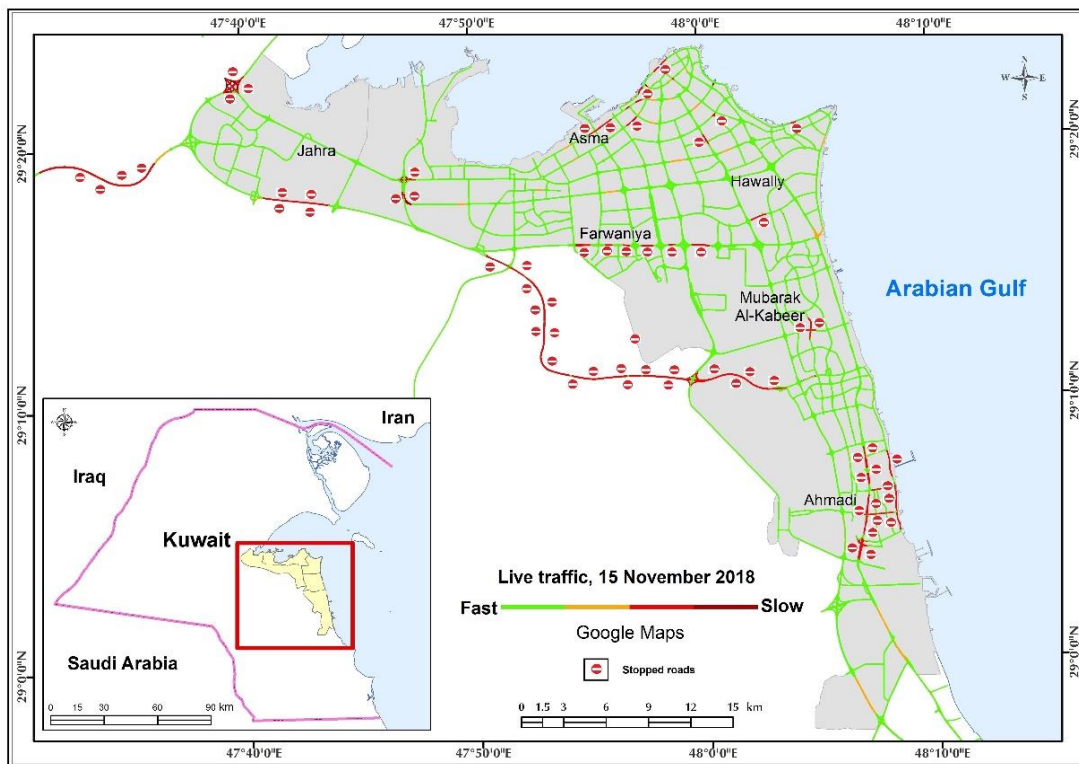 47°40'0"E
47°50'0"E
48°0'0"E
48°10'0"E
N
W E
S
29°20'0"N
29°20'0"N
Jahra
Asma
Hawally
Farwaniya
Mubarak
Al-Kabeer
Arabian Gulf
29°10'0"N
29°10'0"N
Ahmadi
Iran
Iraq
Kuwait
Saudi Arabia
0 15 30 60 90 km
Live traffic, 15 November 2018
Fast Slow
Google Maps
Stopped roads
0 1.5 3 6 9 12 15 km
29°0'0"N
29°0'0"N
47°40'0"E
47°50'0"E
48°0'0"E
48°10'0"E